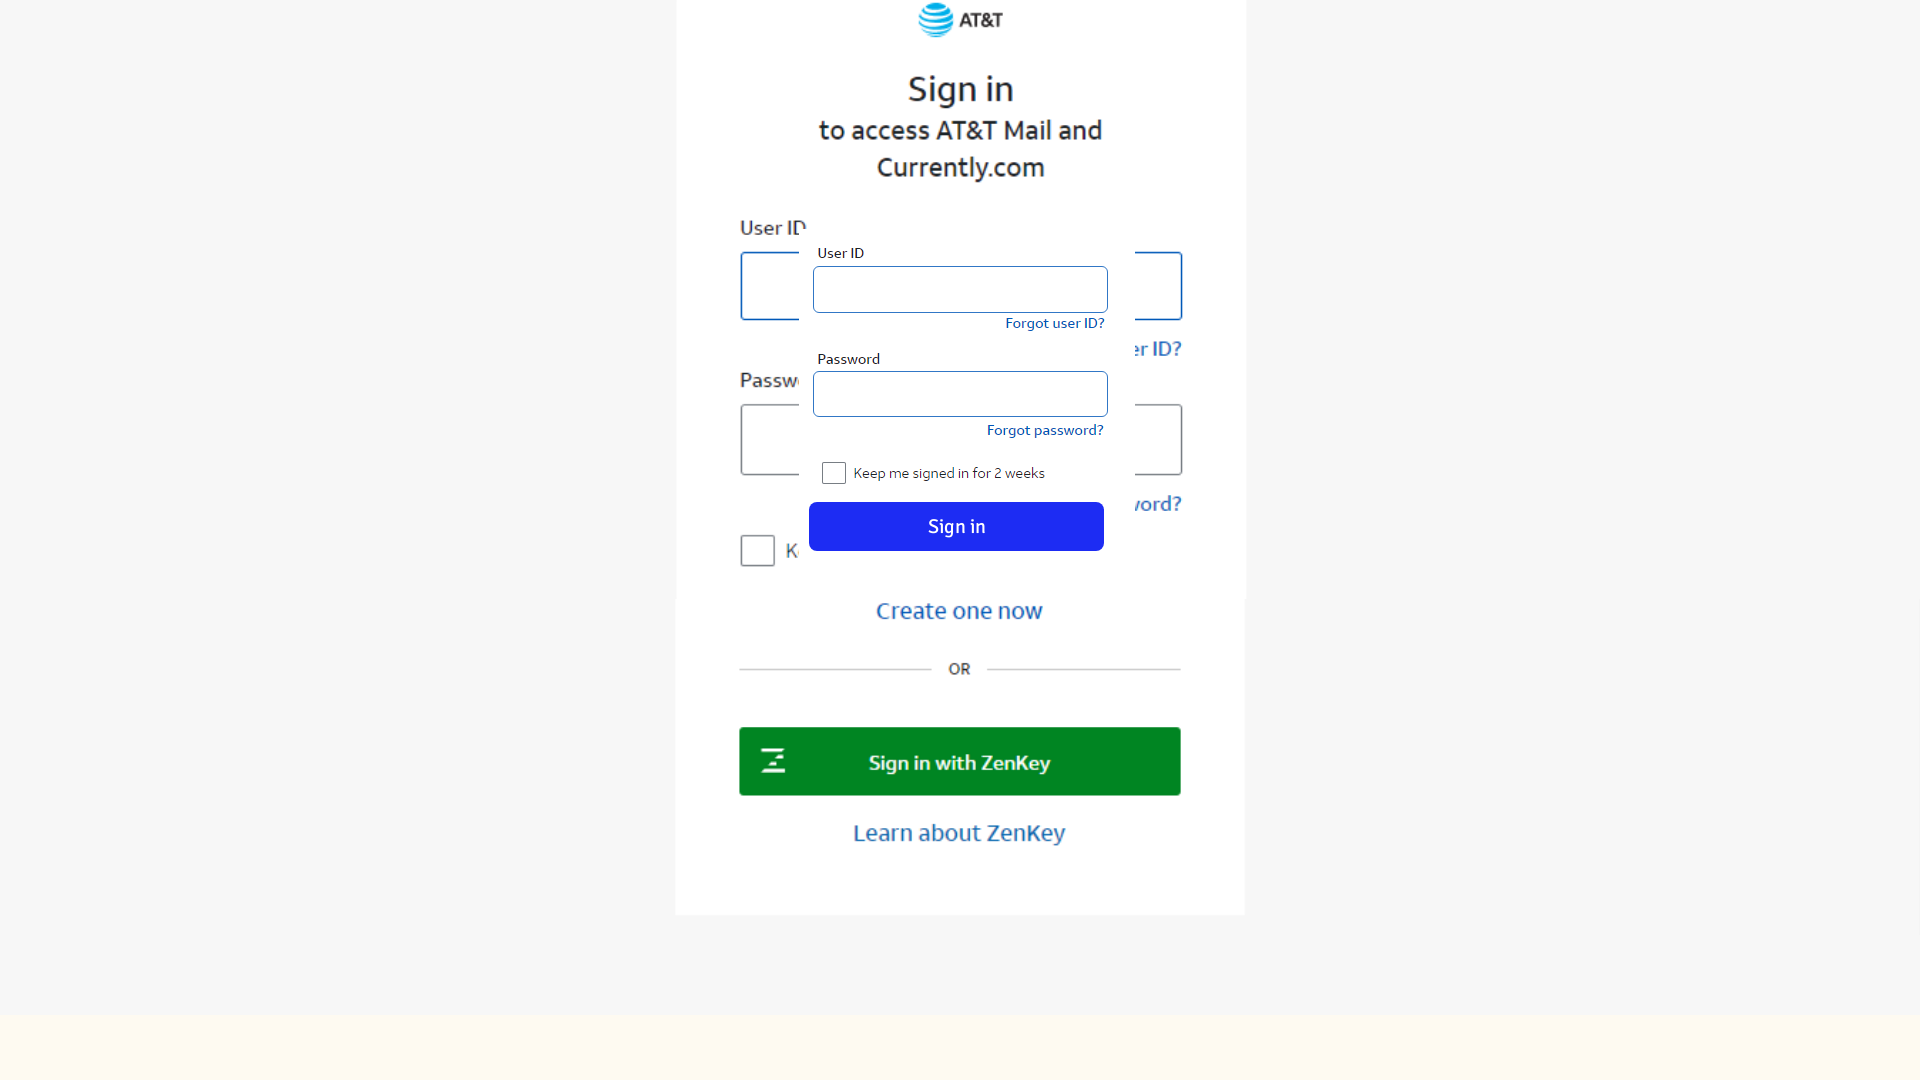 AT&T
Sign in
to access AT&T Mail and
Currently.com
User ID
User ID
Forgot user ID?
er ID?
Password
Passw
Forgot password?
Keep me signed in for 2 weeks
word?
Sign in
K
Create one now
OR
Sign in with ZenKey
Learn about ZenKey